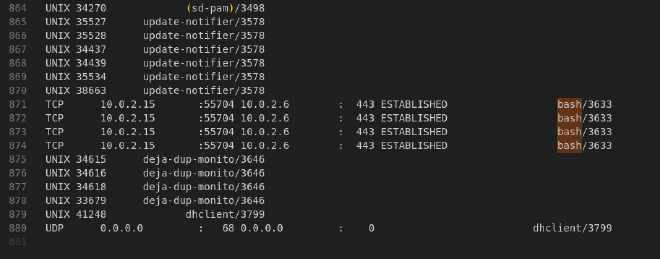 864 UNIX 34270 (sd-pam)/3498
865 UNIX 35527 update-notifier/3578
866 UNIX 35528 update-notifier/3578
867 UNIX 34437 update-notifier/3578
868 UNIX 34439 update-notifier/3578
869 UNIX 35534 update-notifier/3578
870 UNIX 38663 update-notifier/3578
871 TCP 10.0.2.15 :55704 10.0.2.6 : 443 ESTABLISHED bash/3633
872 TCP 10.0.2.15 :55704 10.0.2.6 : 443 ESTABLISHED bash/3633
873 TCP 10.0.2.15 :55704 10.0.2.6 : 443 ESTABLISHED bash/3633
874 TCP 10.0.2.15 :55704 10.0.2.6 : 443 ESTABLISHED bash/3633
875 UNIX 34615 deja-dup-monito/3646
876 UNIX 34616 deja-dup-monito/3646
877 UNIX 34618 deja-dup-monito/3646
878 UNIX 33679 deja-dup-monito/3646
879 UNIX 41248 dhclient/3799
880 UDP 0.0.0.0 : 68 0.0.0.0 : 0 dhclient/3799
881